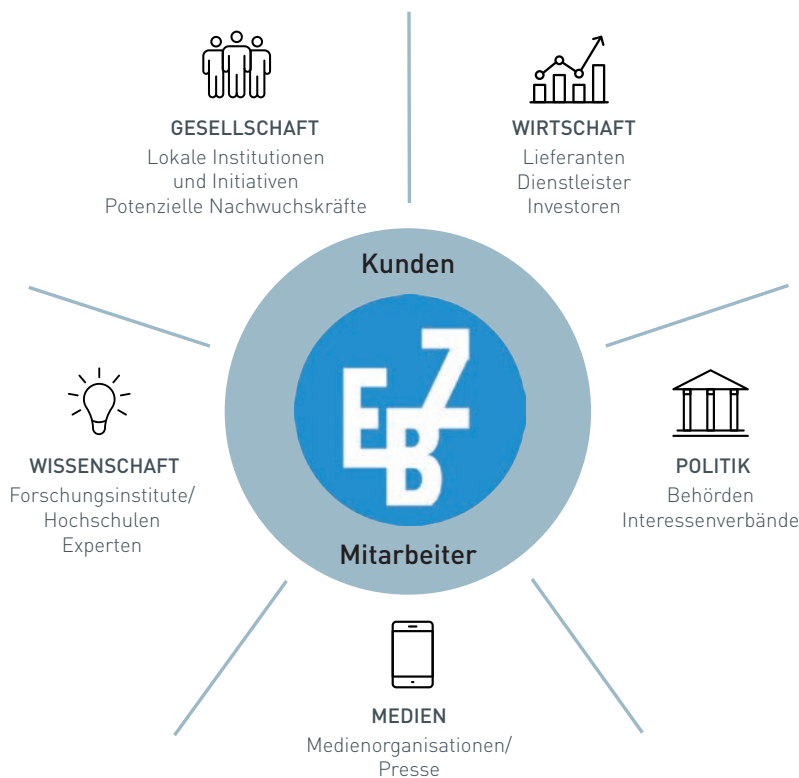 GESELLSCHAFT
Lokale Institutionen
und Initiativen
Potenzielle Nachwuchskräfte
WIRTSCHAFT
Lieferanten
Dienstleister
Investoren
Kunden
EBZ
Mitarbeiter
WISSENSCHAFT
Forschungsinstitute/
Hochschulen
Experten
POLITIK
Behörden
Interessenverbände
MEDIEN
Medienorganisationen/
Presse